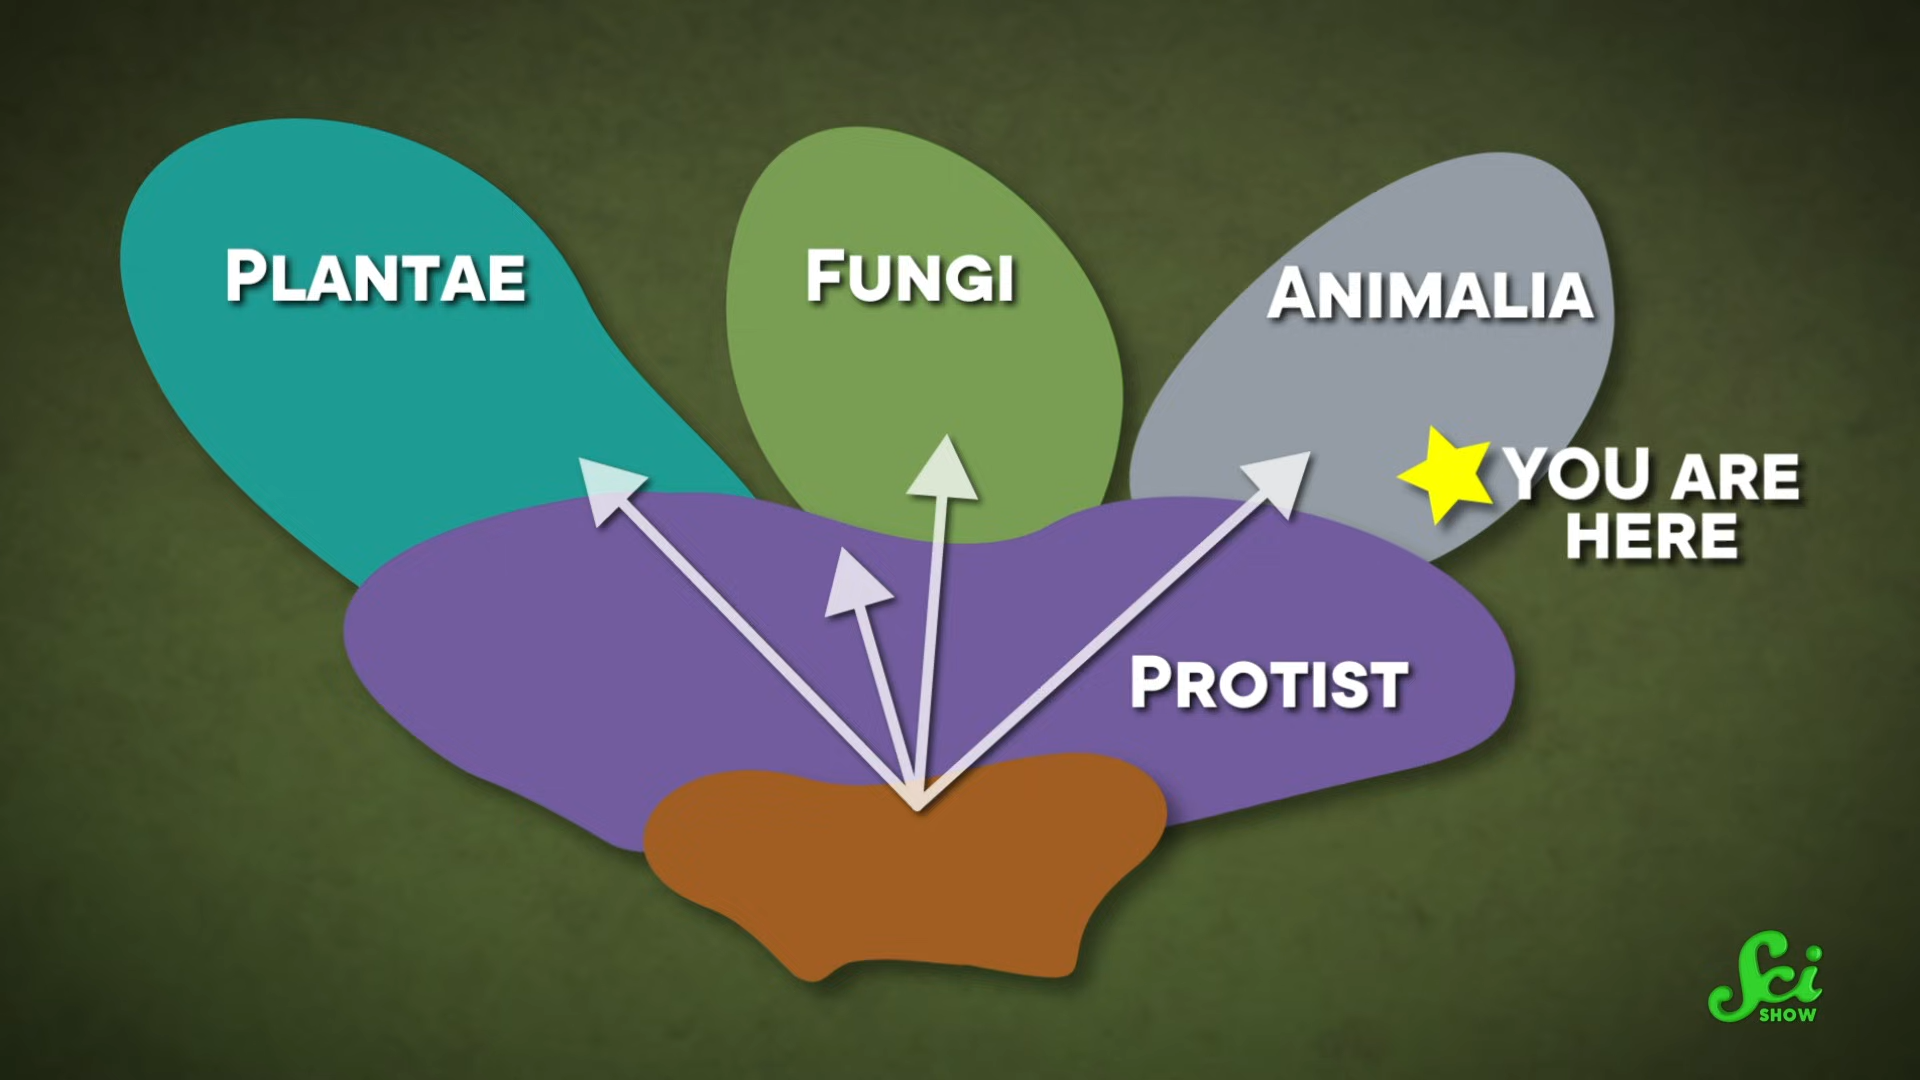 PLANTAE
FUNGI
ANIMALIA
YOU ARE
HERE
PROTIST
Sci
SHOW